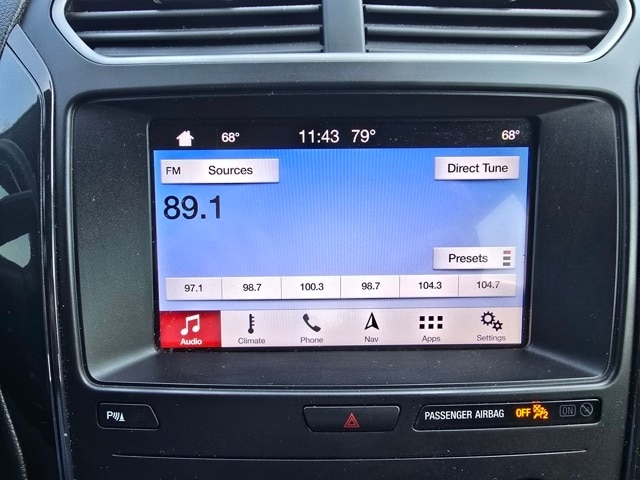 68° 11:43 79° 68°
FM Sources Direct Tune
89.1
Presets
97.1 98.7 100.3 98.7 104.3 104.7
Audio Climate Phone Nav Apps Settings
P PASSENGER AIRBAG OFF 2 ON